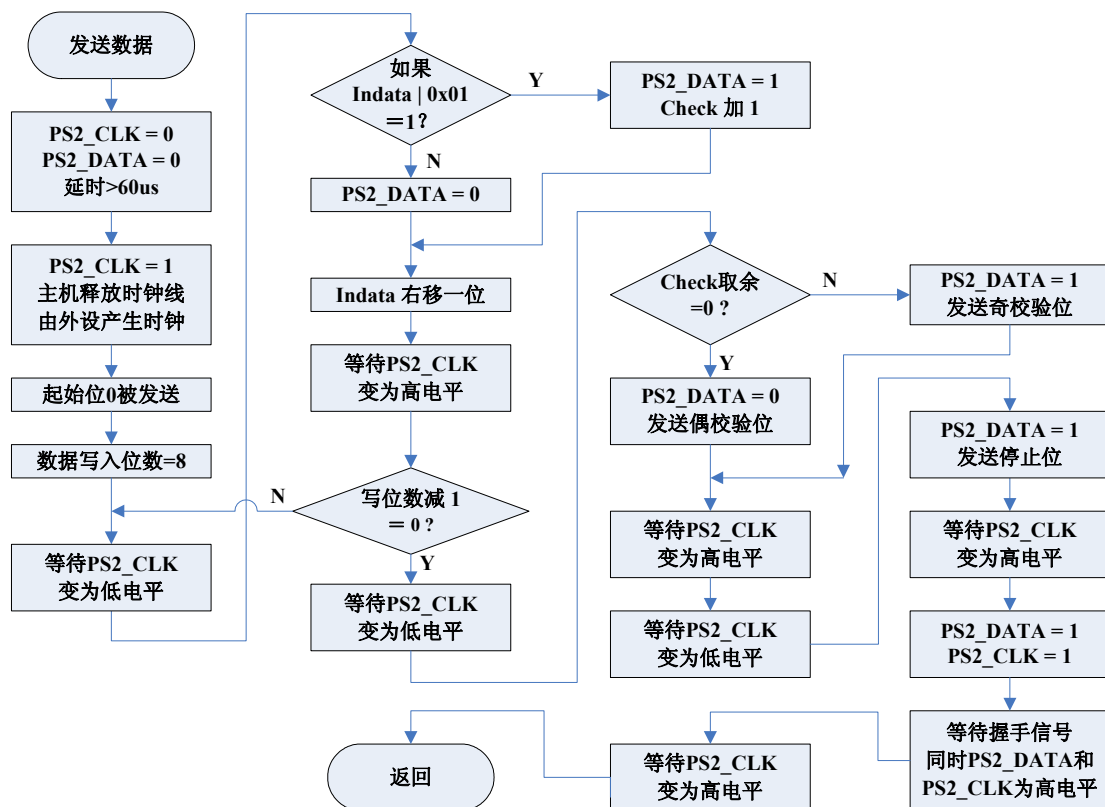 发送数据
PS2_CLK = 0
PS2_DATA = 0
延时>60us
PS2_CLK = 1
主机释放时钟线
由外设产生时钟
起始位0被发送
数据写入位数=8
等待PS2_CLK
变为低电平
如果
Indata | 0x01
＝1?
Y
PS2_DATA = 1
Check 加 1
N
PS2_DATA = 0
Indata 右移一位
等待PS2_CLK
变为高电平
写位数减 1
＝ 0 ?
N
Y
等待PS2_CLK
变为低电平
Check取余
=0 ?
N
PS2_DATA = 1
发送奇校验位
Y
PS2_DATA = 0
发送偶校验位
等待PS2_CLK
变为高电平
等待PS2_CLK
变为低电平
PS2_DATA = 1
发送停止位
等待PS2_CLK
变为高电平
PS2_DATA = 1
PS2_CLK = 1
等待握手信号
同时PS2_DATA和
PS2_CLK为高电平
等待PS2_CLK
变为高电平
返回